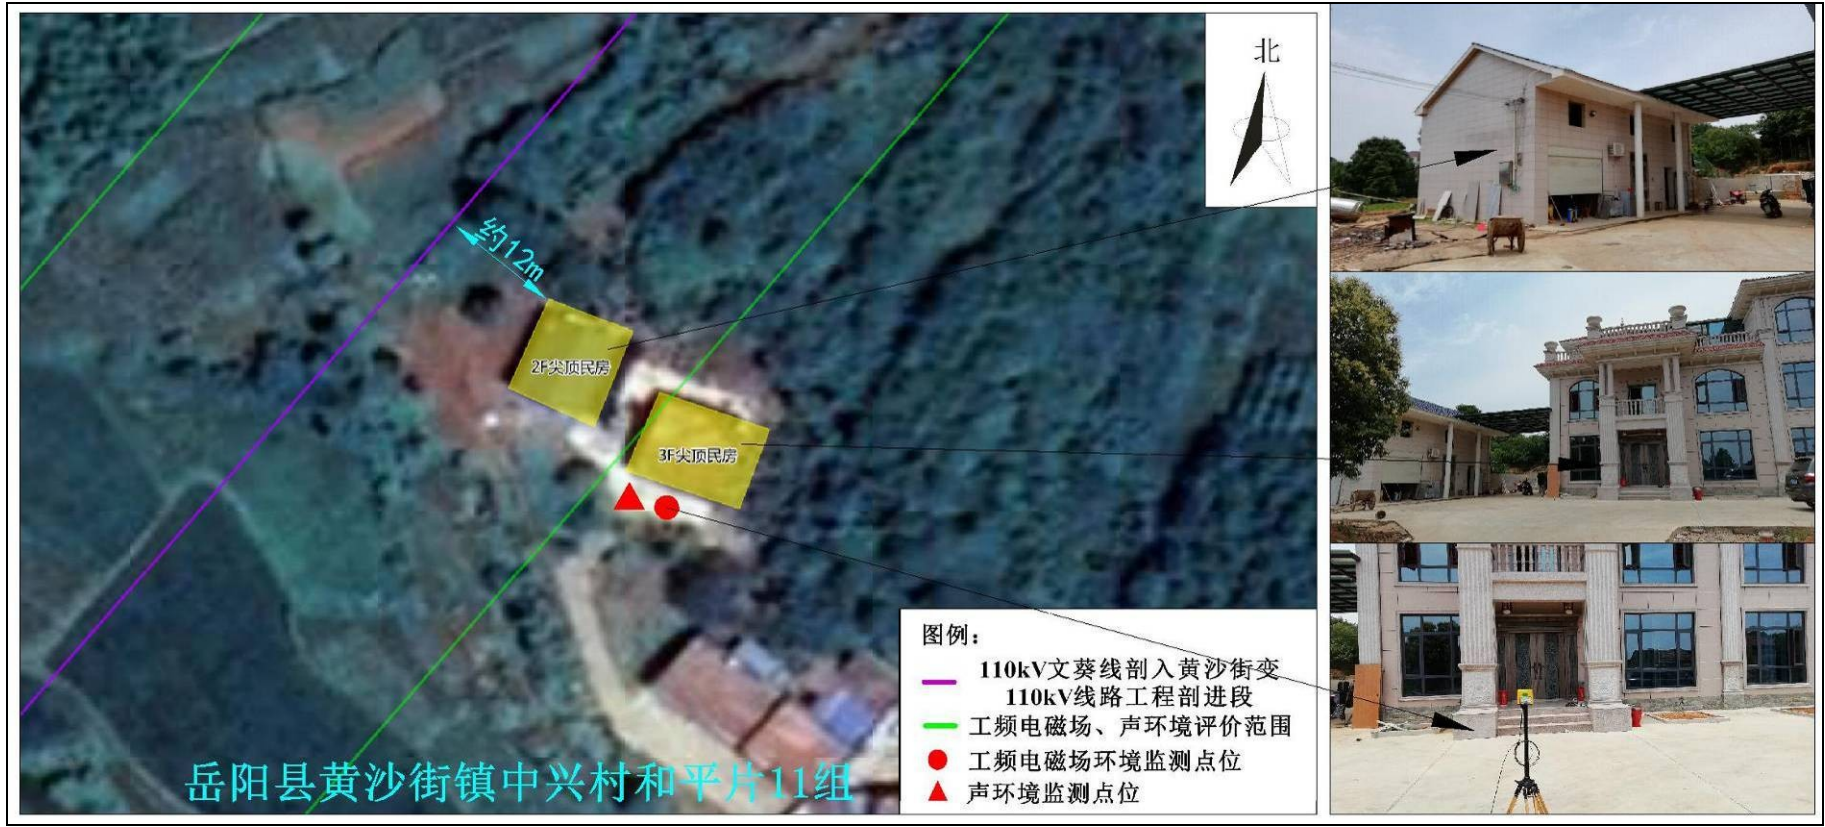 北
约12m
2F尖顶民房
3F尖顶民房
图例：
110kV文葵线剖入黄沙街变
110kV线路工程剖进段
工频电磁场、声环境评价范围
工频电磁场环境监测点位
声环境监测点位
岳阳县黄沙街镇中兴村和平片11组